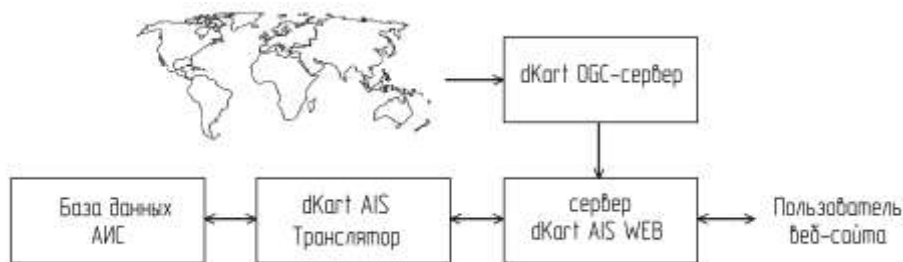 dKart OGC-сервер
База данных
АИС
dKart AIS
Транслятор
сервер
dKart AIS WEB
Пользователь
веб-сайта